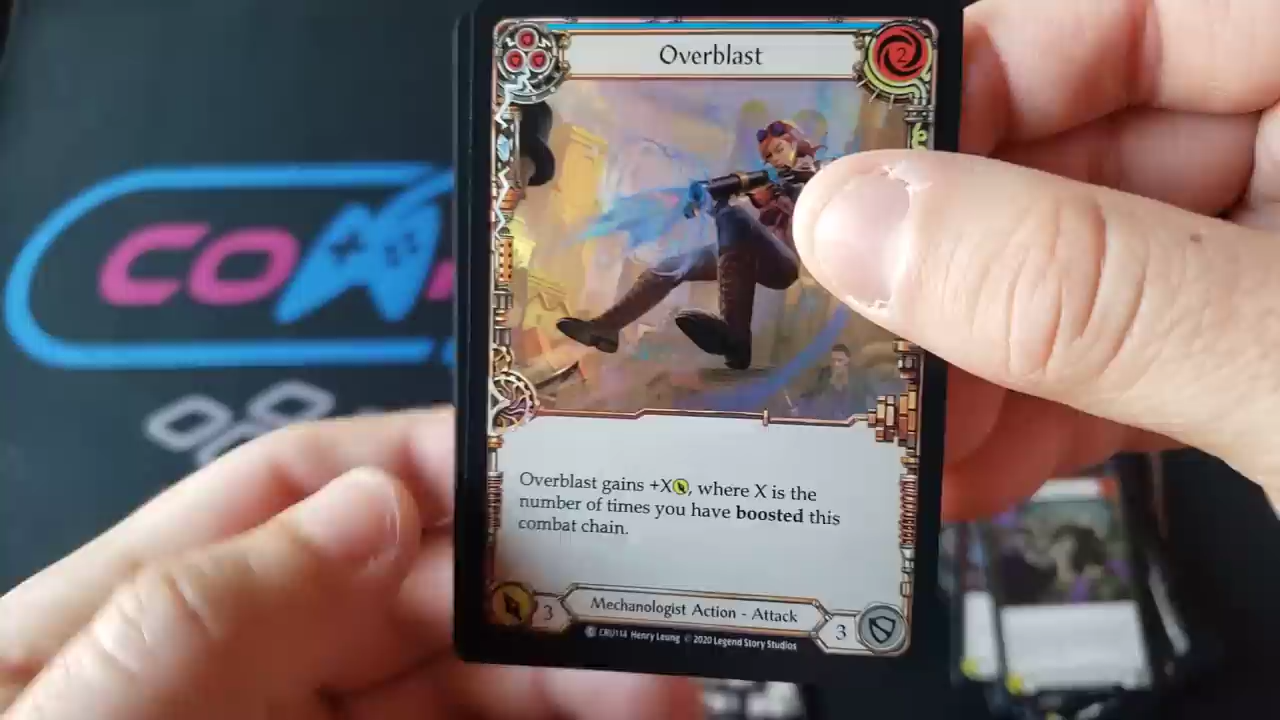 Overblast
2
Overblast gains +X, where X is the
number of times you have boosted this
combat chain.
3
Mechanologist Action - Attack
3
C CRU114 Henry Leung © 2020 Legend Story Studios